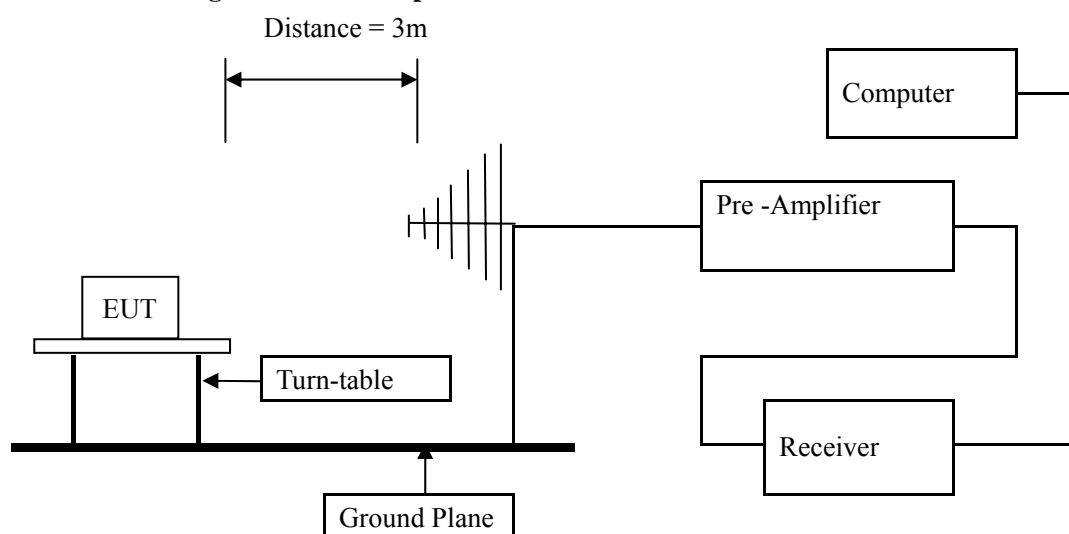 Distance = 3m
Computer
Pre -Amplifier
EUT
Turn-table
Receiver
Ground Plane